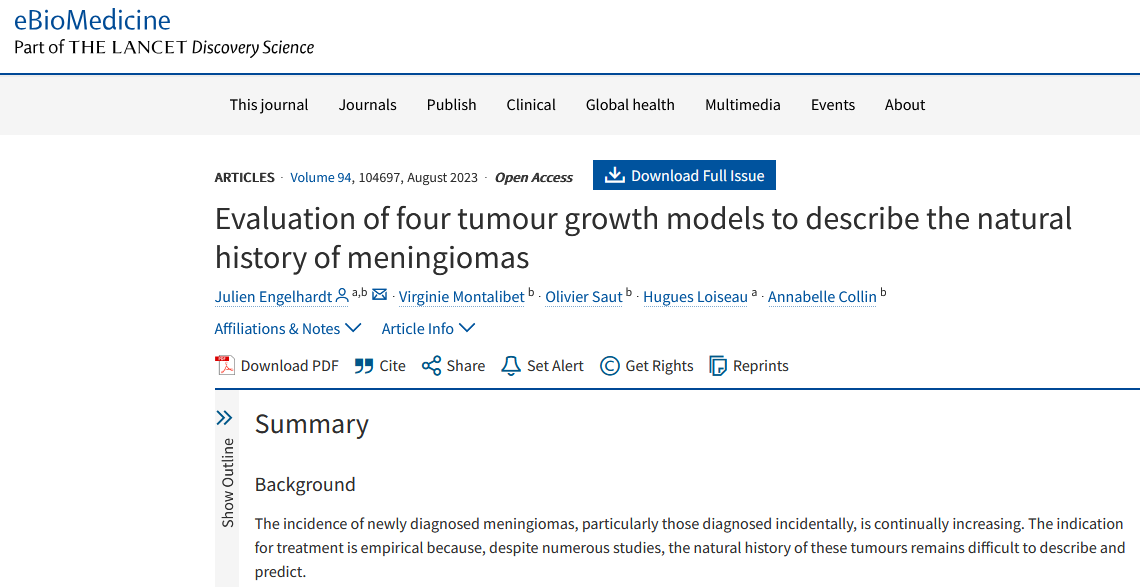 eBioMedicine
Part of THE LANCET Discovery Science
This journal Journals Publish Clinical Global health Multimedia Events About
ARTICLES · Volume 94, 104697, August 2023 · Open Access Download Full Issue
Evaluation of four tumour growth models to describe the natural
history of meningiomas
Julien Engelhardt a,b · Virginie Montalibet b · Olivier Saut b · Hugues Loiseau a · Annabelle Collin b
Affiliations & Notes Article Info
PDF Download PDF Cite Share Set Alert © Get Rights Reprints
Show Outline
Summary
Background
The incidence of newly diagnosed meningiomas, particularly those diagnosed incidentally, is continually increasing. The indication
for treatment is empirical because, despite numerous studies, the natural history of these tumours remains difficult to describe and
predict.